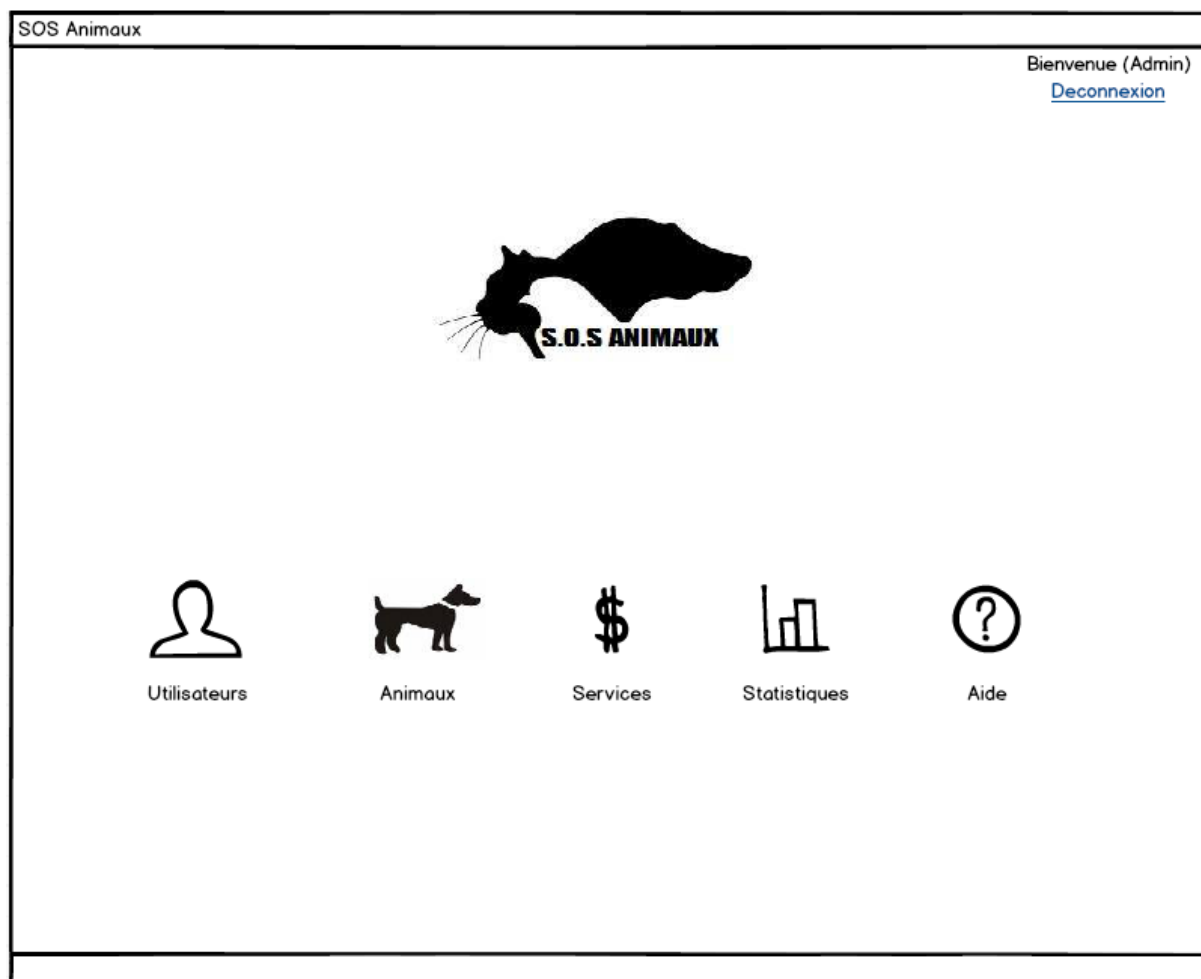 SOS Animaux
Bienvenue (Admin)
Deconnexion
S.O.S ANIMAUX
$
?
Utilisateurs Animaux Services Statistiques Aide